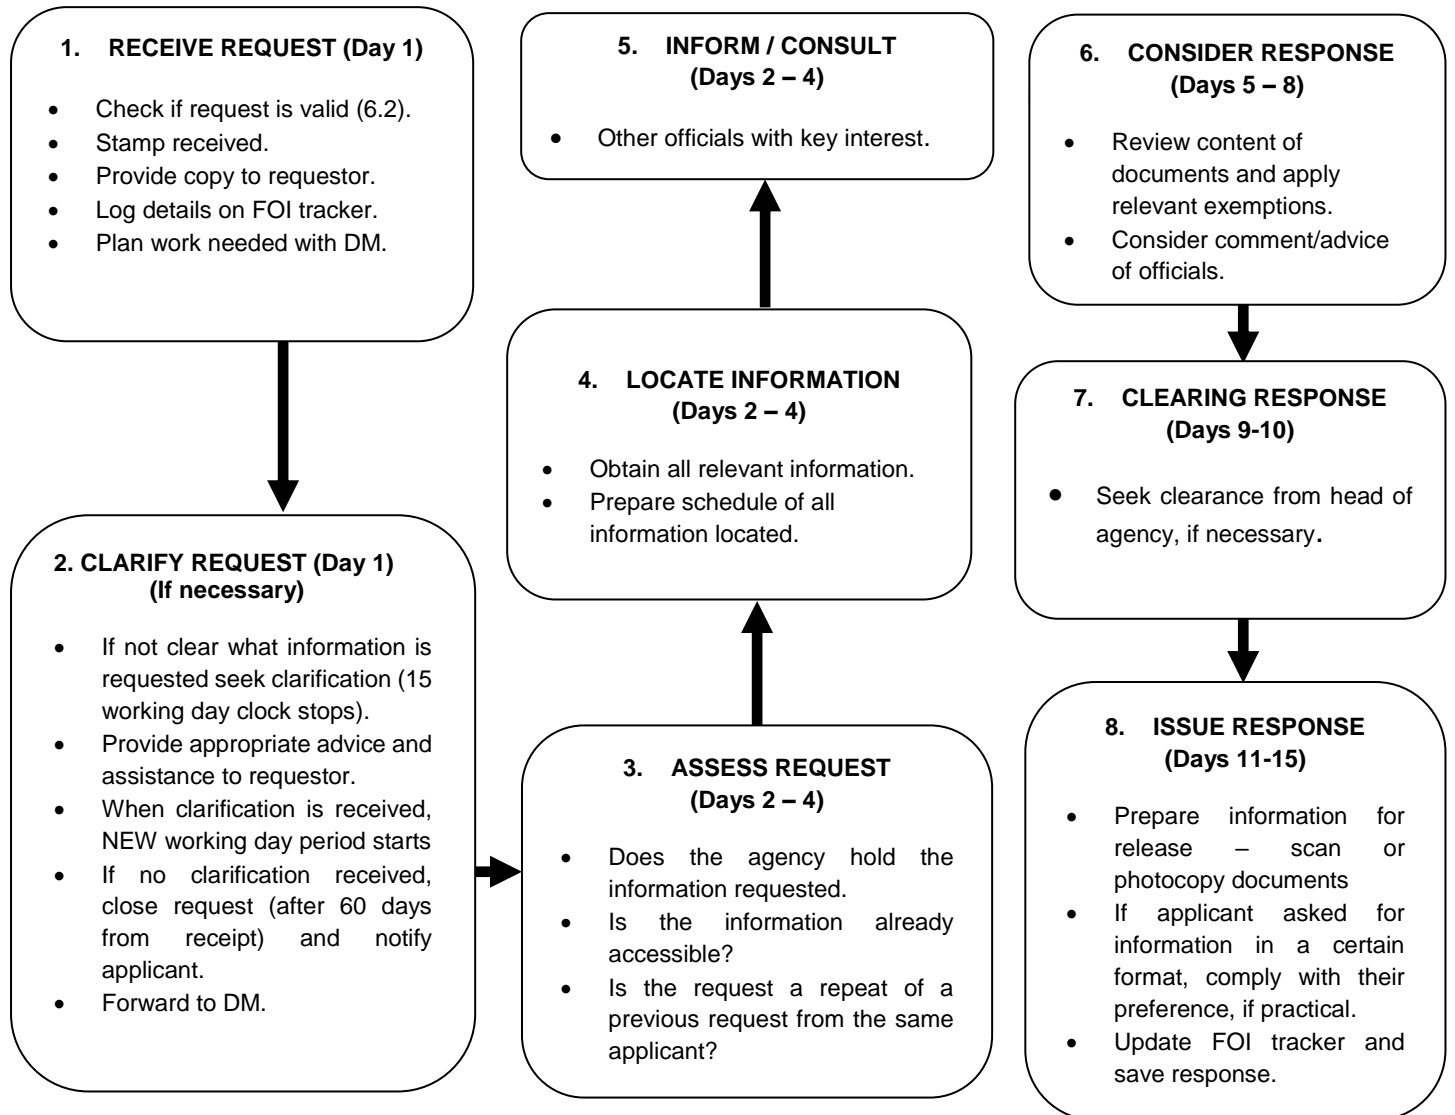 1. RECEIVE REQUEST (Day 1)
• Check if request is valid (6.2).
• Stamp received.
• Provide copy to requestor.
• Log details on FOI tracker.
• Plan work needed with DM.
2. CLARIFY REQUEST (Day 1)
(If necessary)
• If not clear what information is
requested seek clarification (15
working day clock stops).
• Provide appropriate advice and
assistance to requestor.
• When clarification is received,
NEW working day period starts
• If no clarification received,
close request (after 60 days
from receipt) and notify
applicant.
• Forward to DM.
3. ASSESS REQUEST
(Days 2 – 4)
• Does the agency hold the
information requested.
• Is the information already
accessible?
• Is the request a repeat of a
previous request from the same
applicant?
4. LOCATE INFORMATION
(Days 2 – 4)
• Obtain all relevant information.
• Prepare schedule of all
information located.
5. INFORM / CONSULT
(Days 2 – 4)
• Other officials with key interest.
6. CONSIDER RESPONSE
(Days 5 – 8)
• Review content of
documents and apply
relevant exemptions.
• Consider comment/advice
of officials.
7. CLEARING RESPONSE
(Days 9-10)
• Seek clearance from head of
agency, if necessary.
8. ISSUE RESPONSE
(Days 11-15)
• Prepare information for
release – scan or
photocopy documents
• If applicant asked for
information in a certain
format, comply with their
preference, if practical.
• Update FOI tracker and
save response.